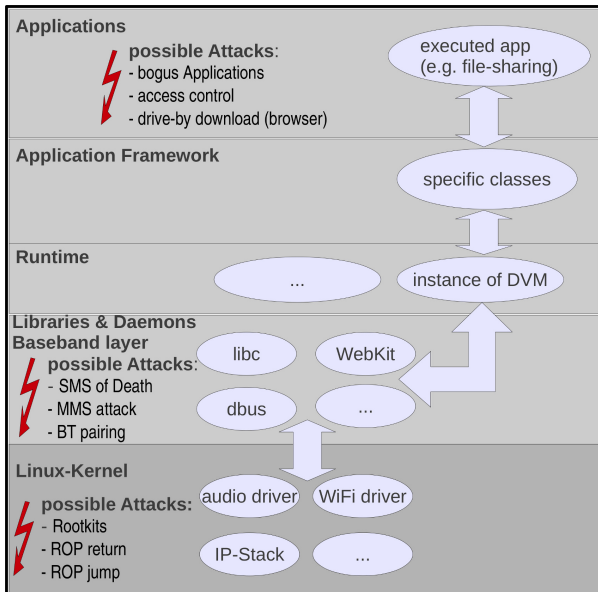 Applications
possible Attacks:
- bogus Applications
- access control
- drive-by download (browser)
executed app
(e.g. file-sharing)
Application Framework
specific classes
Runtime
...
instance of DVM
Libraries & Daemons
Baseband layer
possible Attacks:
- SMS of Death
- MMS attack
- BT pairing
libc
WebKit
dbus
...
Linux-Kernel
possible Attacks:
- Rootkits
- ROP return
- ROP jump
audio driver
WiFi driver
IP-Stack
...